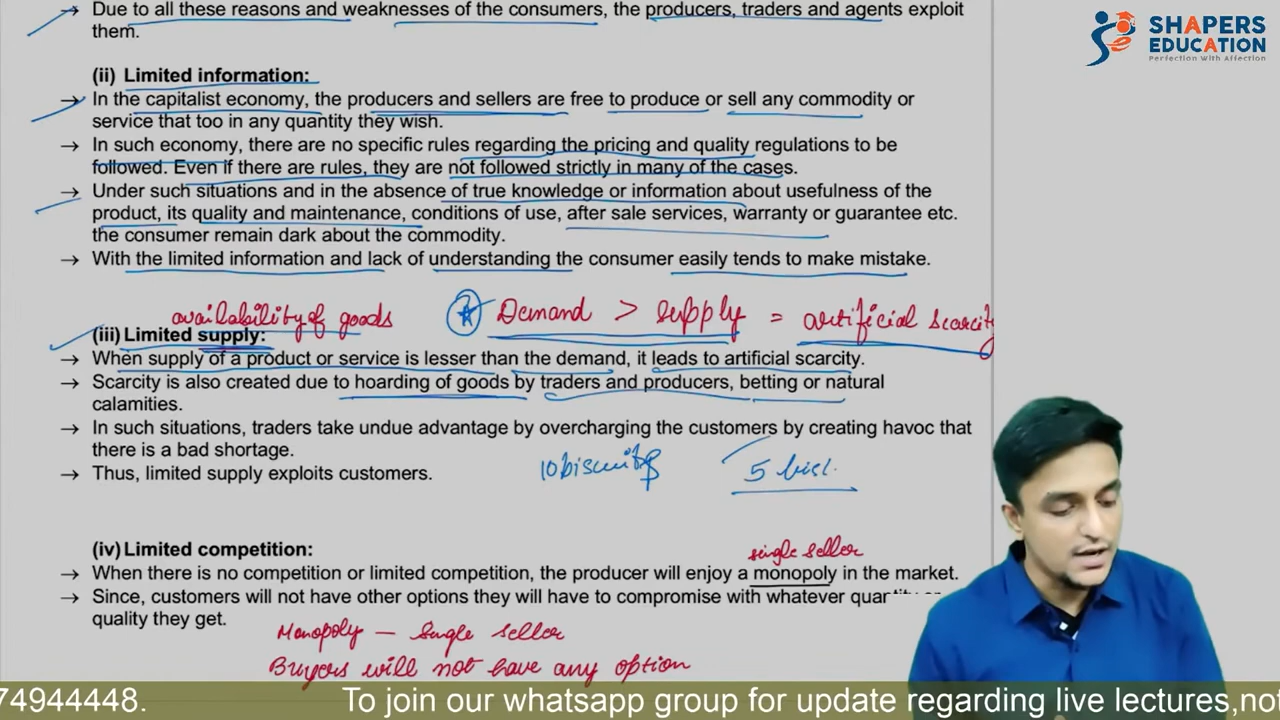 Due to all these reasons and weaknesses of the consumers, the producers, traders and agents exploit
them.
SHAPERS
EDUCATION
Perfection With Affection
(ii) Limited information:
→ In the capitalist economy, the producers and sellers are free to produce or sell any commodity or
service that too in any quantity they wish.
→ In such economy, there are no specific rules regarding the pricing and quality regulations to be
followed. Even if there are rules, they are not followed strictly in many of the cases.
→ Under such situations and in the absence of true knowledge or information about usefulness of the
product, its quality and maintenance, conditions of use, after sale services, warranty or guarantee etc.
the consumer remain dark about the commodity.
→ With the limited information and lack of understanding the consumer easily tends to make mistake.
availability of goods
Demand > supply = artificial scarcity
(iii) Limited supply:
→ When supply of a product or service is lesser than the demand, it leads to artificial scarcity.
→ Scarcity is also created due to hoarding of goods by traders and producers, betting or natural
calamities.
→ In such situations, traders take undue advantage by overcharging the customers by creating havoc that
there is a bad shortage.
10 biscuits 5 bisc.
→ Thus, limited supply exploits customers.
(iv) Limited competition:
single seller
→ When there is no competition or limited competition, the producer will enjoy a monopoly in the market.
→ Since, customers will not have other options they will have to compromise with whatever
quality they get.
Monopoly — Single seller
Buyers will not have any option
74944448. To join our whatsapp group for update regarding live lectures,no